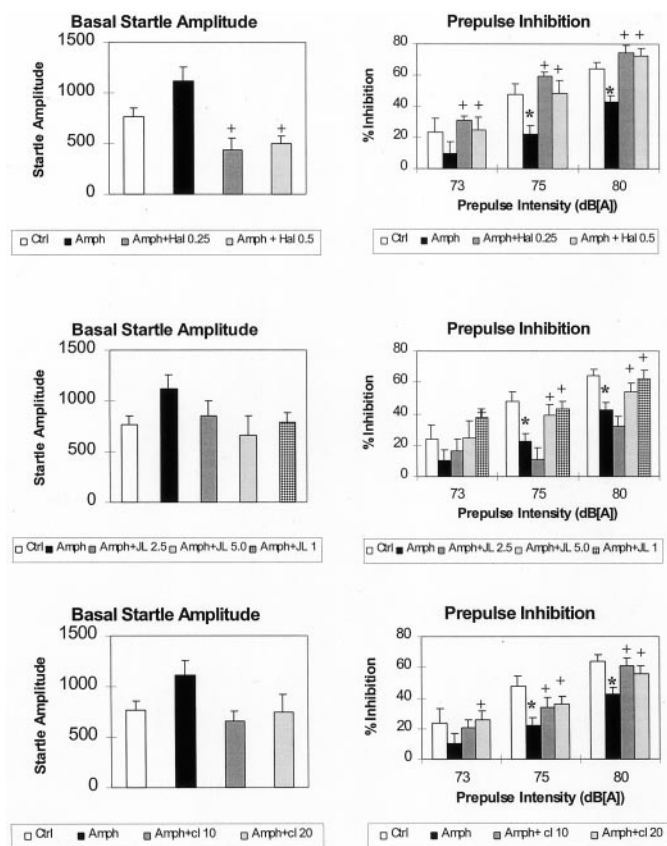 Basal Startle Amplitude
Startle Amplitude
1500
1000
500
0
+ +
□ Ctrl ■ Amph ■ Amph+Hal 0.25 □ Amph + Hal 0.5
Prepulse Inhibition
% Inhibition
80
60
40
20
0
+ + * + + * + +
73 75 80
Prepulse Intensity (dB[A])
□ Ctrl ■ Amph ■ Amph+Hal 0.25 □ Amph + Hal 0.5
Basal Startle Amplitude
Startle Amplitude
1500
1000
500
0
□ Ctrl ■ Amph ■ Amph+JL 2.5 □ Amph+JL 5.0 ▦ Amph+JL 1
Prepulse Inhibition
% Inhibition
80
60
40
20
0
+ * + + * + +
73 75 80
Prepulse Intensity (dB[A])
□ Ctrl ■ Amph ■ Amph+JL 2.5 □ Amph+JL 5.0 ▦ Amph+JL 1
Basal Startle Amplitude
Startle Amplitude
1500
1000
500
0
□ Ctrl ■ Amph ■ Amph+cl 10 □ Amph+cl 20
Prepulse Inhibition
% Inhibition
80
60
40
20
0
+ * + + * + +
73 75 80
Prepulse Intensity (dB[A])
□ Ctrl ■ Amph ■ Amph+ cl 10 □ Amph+cl 20